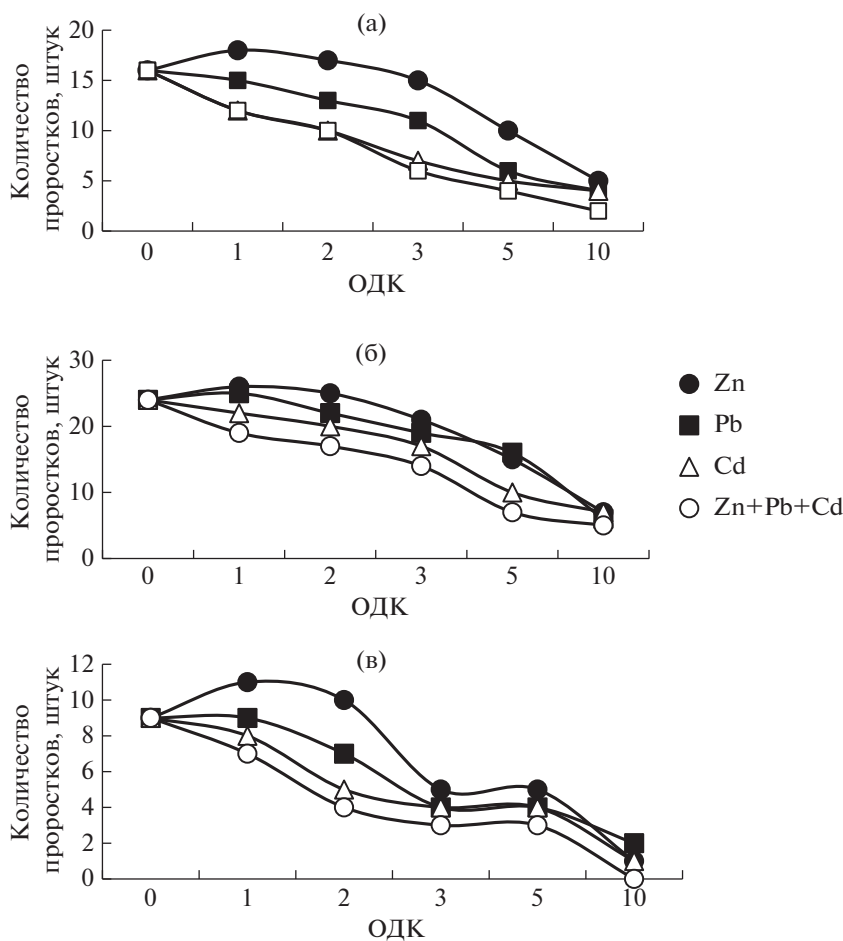 (а)
Количество
проростков, штук
20
15
10
5
0
0 1 2 3 5 10
ОДК
(б)
Количество
проростков, штук
30
20
10
0
0 1 2 3 5 10
ОДК
Zn
Pb
Cd
Zn+Pb+Cd
(в)
Количество
проростков, штук
12
10
8
6
4
2
0
0 1 2 3 5 10
ОДК